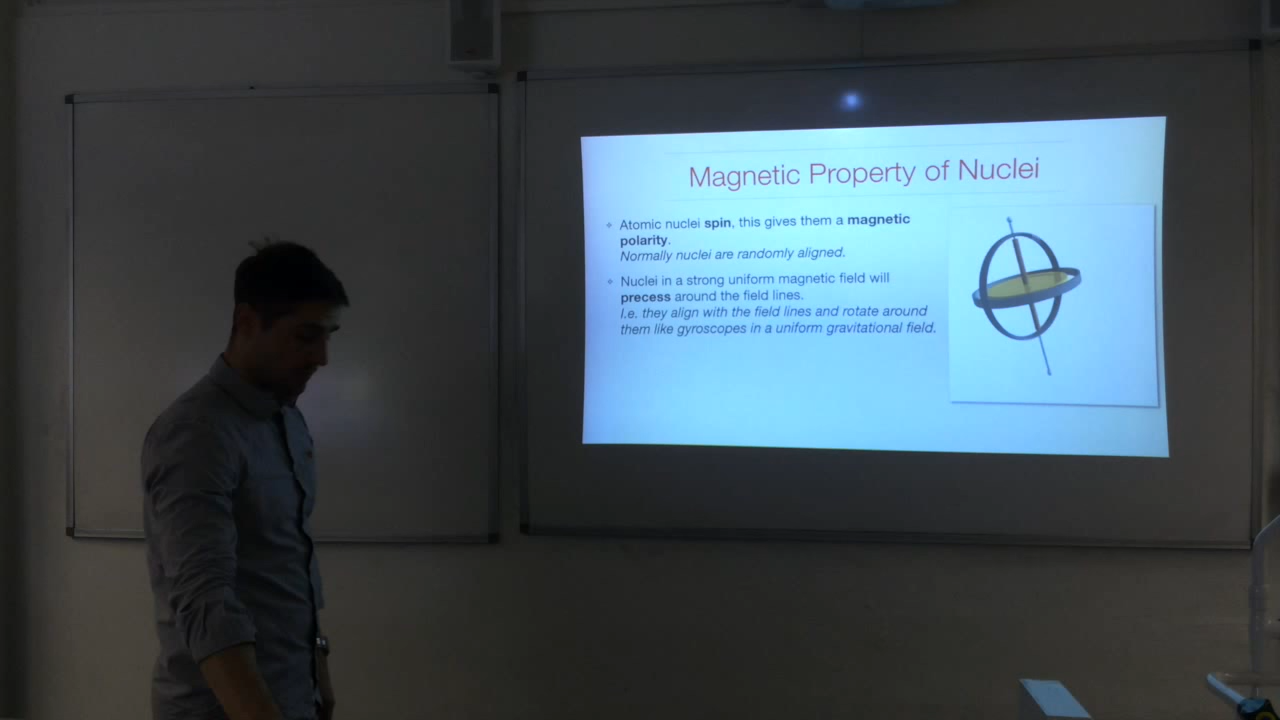 Magnetic Property of Nuclei
Atomic nuclei spin, this gives them a magnetic
polarity.
Normally nuclei are randomly aligned.
Nuclei in a strong uniform magnetic field will
precess around the field lines.
I.e. they align with the field lines and rotate around
them like gyroscopes in a uniform gravitational field.